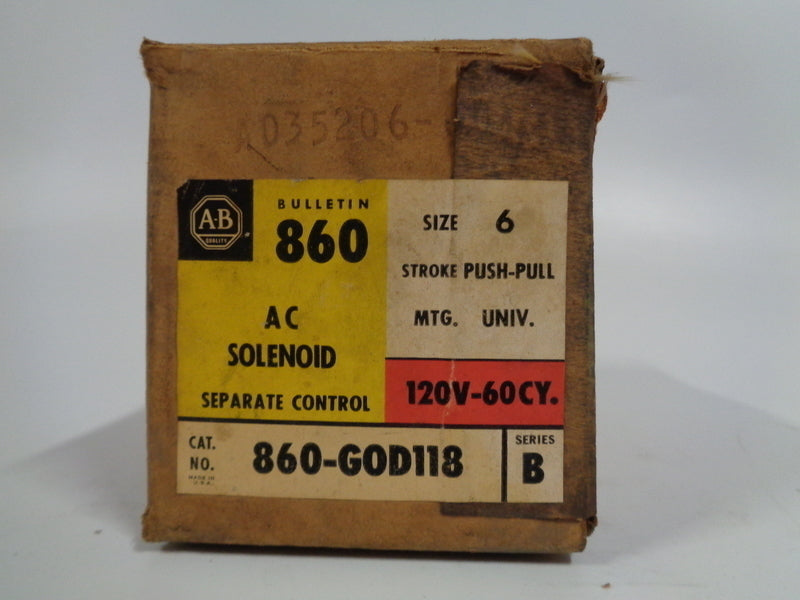 A035206-
A-B
QUALITY
BULLETIN
860
AC
SOLENOID
SEPARATE CONTROL
SIZE 6
STROKE PUSH-PULL
MTG. UNIV.
120V-60CY.
CAT. NO. 860-GOD118
MADE IN U.S.A.
SERIES
B